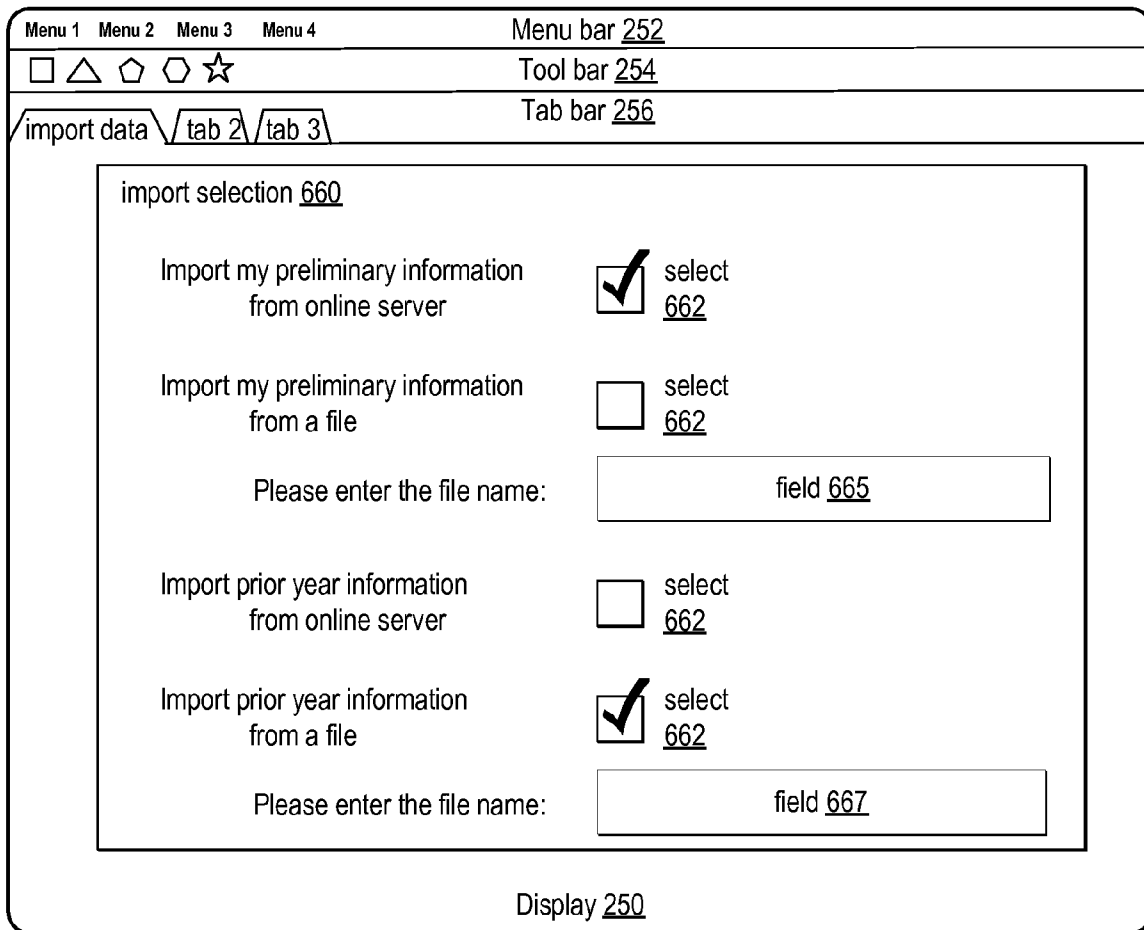 Menu 1 Menu 2 Menu 3 Menu 4 Menu bar 252
Tool bar 254
Tab bar 256
import data tab 2 tab 3
import selection 660
Import my preliminary information select
from online server 662
Import my preliminary information select
from a file 662
Please enter the file name: field 665
Import prior year information select
from online server 662
Import prior year information select
from a file 662
Please enter the file name: field 667
Display 250